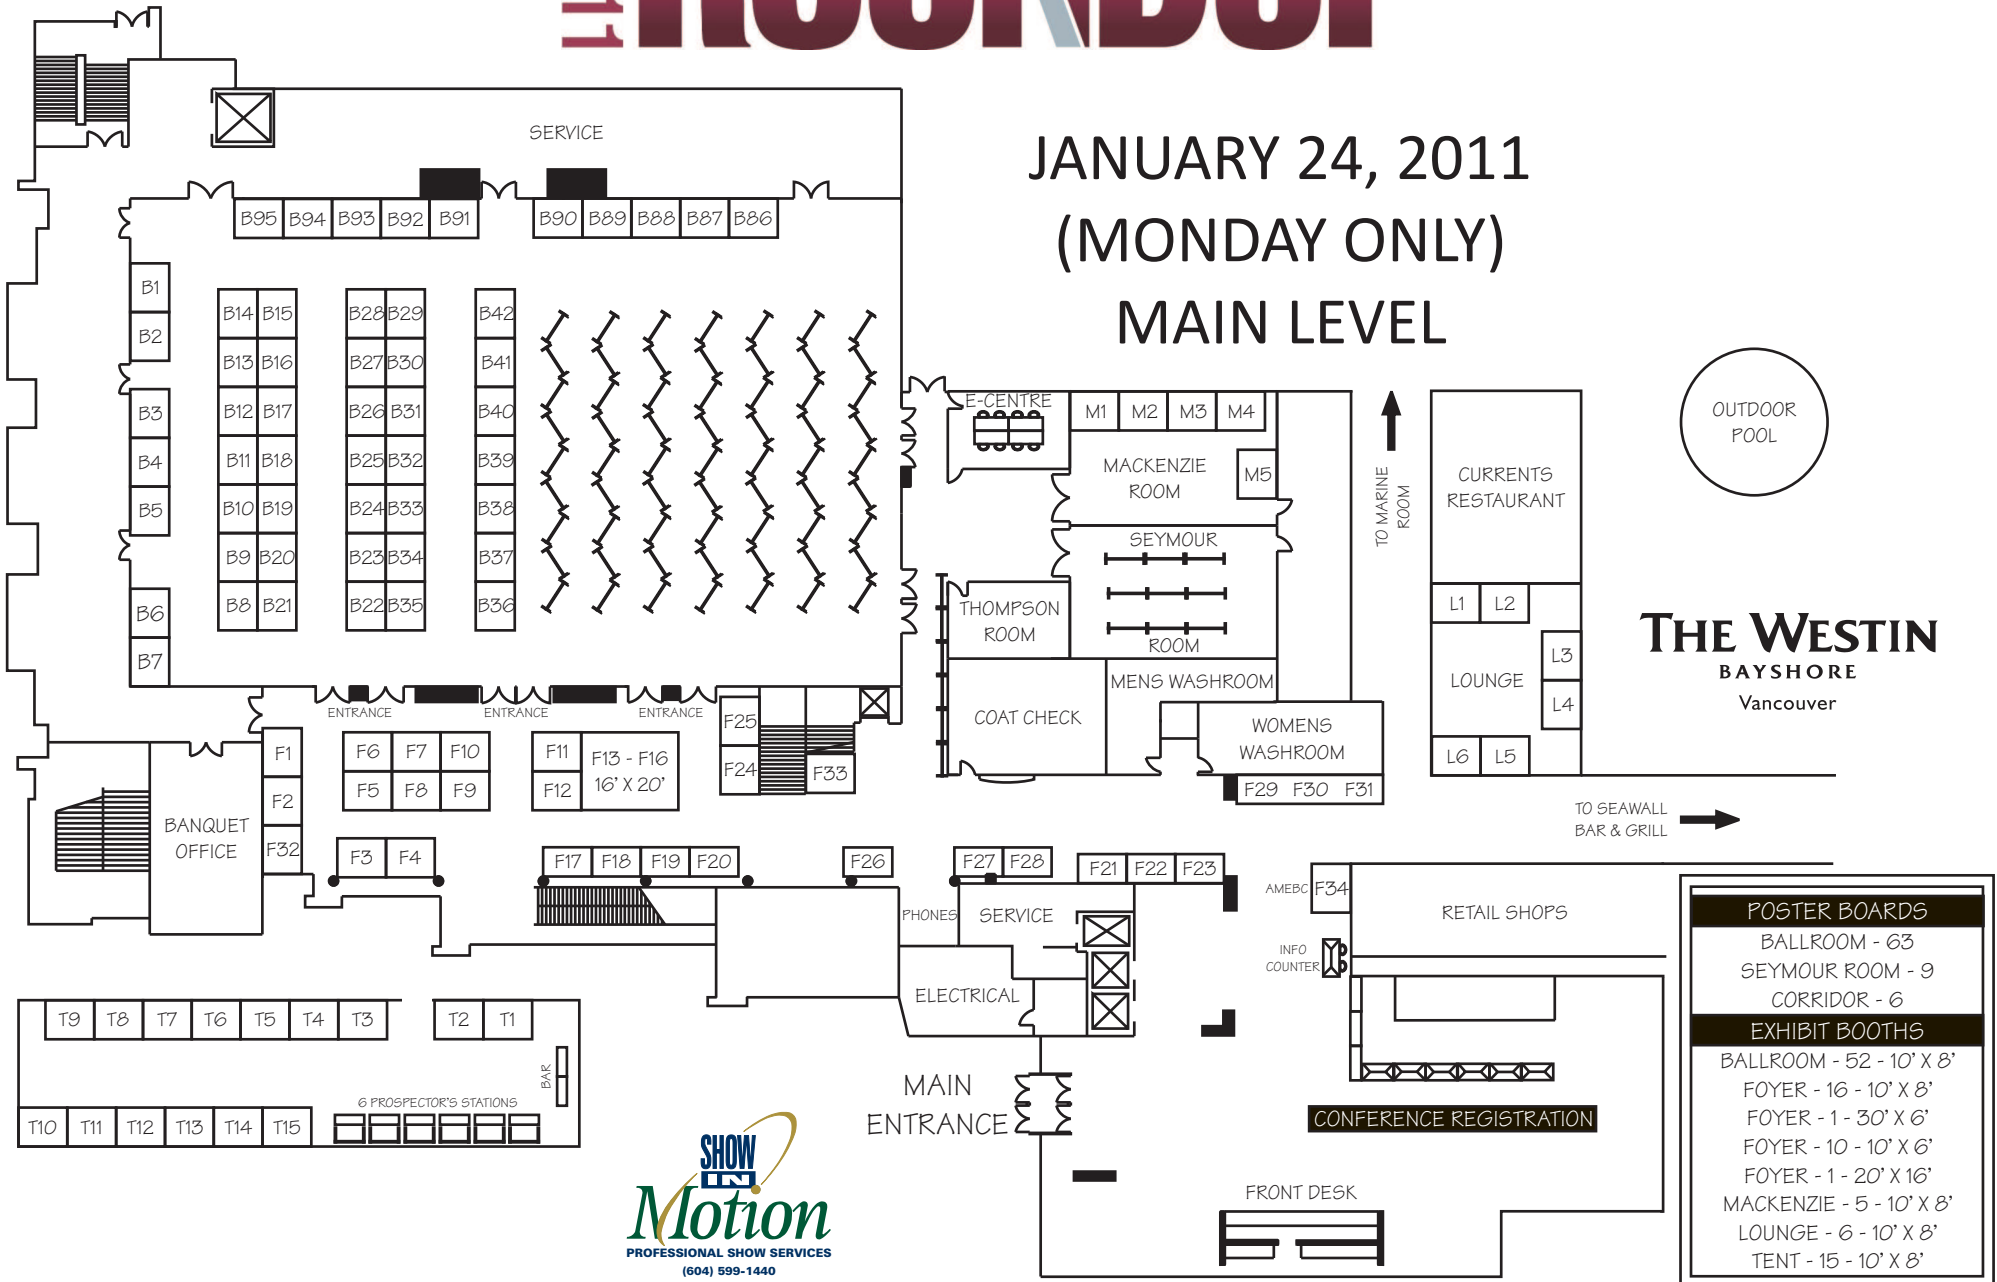 11 ROUNDUP
JANUARY 24, 2011
(MONDAY ONLY)
MAIN LEVEL
SERVICE
B95 B94 B93 B92 B91 B90 B89 B88 B87 B86
B1
B2
B3
B4
B5
B6
B7
B14 B15 B28 B29 B42
B13 B16 B27 B30 B41
B12 B17 B26 B31 B40
B11 B18 B25 B32 B39
B10 B19 B24 B33 B38
B9 B20 B23 B34 B37
B8 B21 B22 B35 B36
ENTRANCE ENTRANCE ENTRANCE
E-CENTRE
M1 M2 M3 M4
MACKENZIE
ROOM
M5
SEYMOUR
ROOM
THOMPSON
ROOM
COAT CHECK
MENS WASHROOM
WOMENS
WASHROOM
F29 F30 F31
TO MARINE
ROOM
CURRENTS
RESTAURANT
OUTDOOR
POOL
L1 L2
L3
LOUNGE
L4
L6 L5
THE WESTIN
BAYSHORE
Vancouver
TO SEAWALL
BAR & GRILL
BANQUET
OFFICE
F1
F2
F32
F6 F7 F10
F5 F8 F9
F11
F12
F13 - F16
16' X 20'
F25
F24
F33
F3 F4
F17 F18 F19 F20
F26
F27 F28
F21 F22 F23
AMEBC F34
RETAIL SHOPS
INFO
COUNTER
PHONES
SERVICE
ELECTRICAL
T9 T8 T7 T6 T5 T4 T3 T2 T1
BAR
6 PROSPECTOR'S STATIONS
T10 T11 T12 T13 T14 T15
MAIN
ENTRANCE
CONFERENCE REGISTRATION
FRONT DESK
SHOW
IN
Motion
PROFESSIONAL SHOW SERVICES
(604) 599-1440
POSTER BOARDS
BALLROOM - 63
SEYMOUR ROOM - 9
CORRIDOR - 6
EXHIBIT BOOTHS
BALLROOM - 52 - 10' X 8'
FOYER - 16 - 10' X 8'
FOYER - 1 - 30' X 6'
FOYER - 10 - 10' X 6'
FOYER - 1 - 20' X 16'
MACKENZIE - 5 - 10' X 8'
LOUNGE - 6 - 10' X 8'
TENT - 15 - 10' X 8'